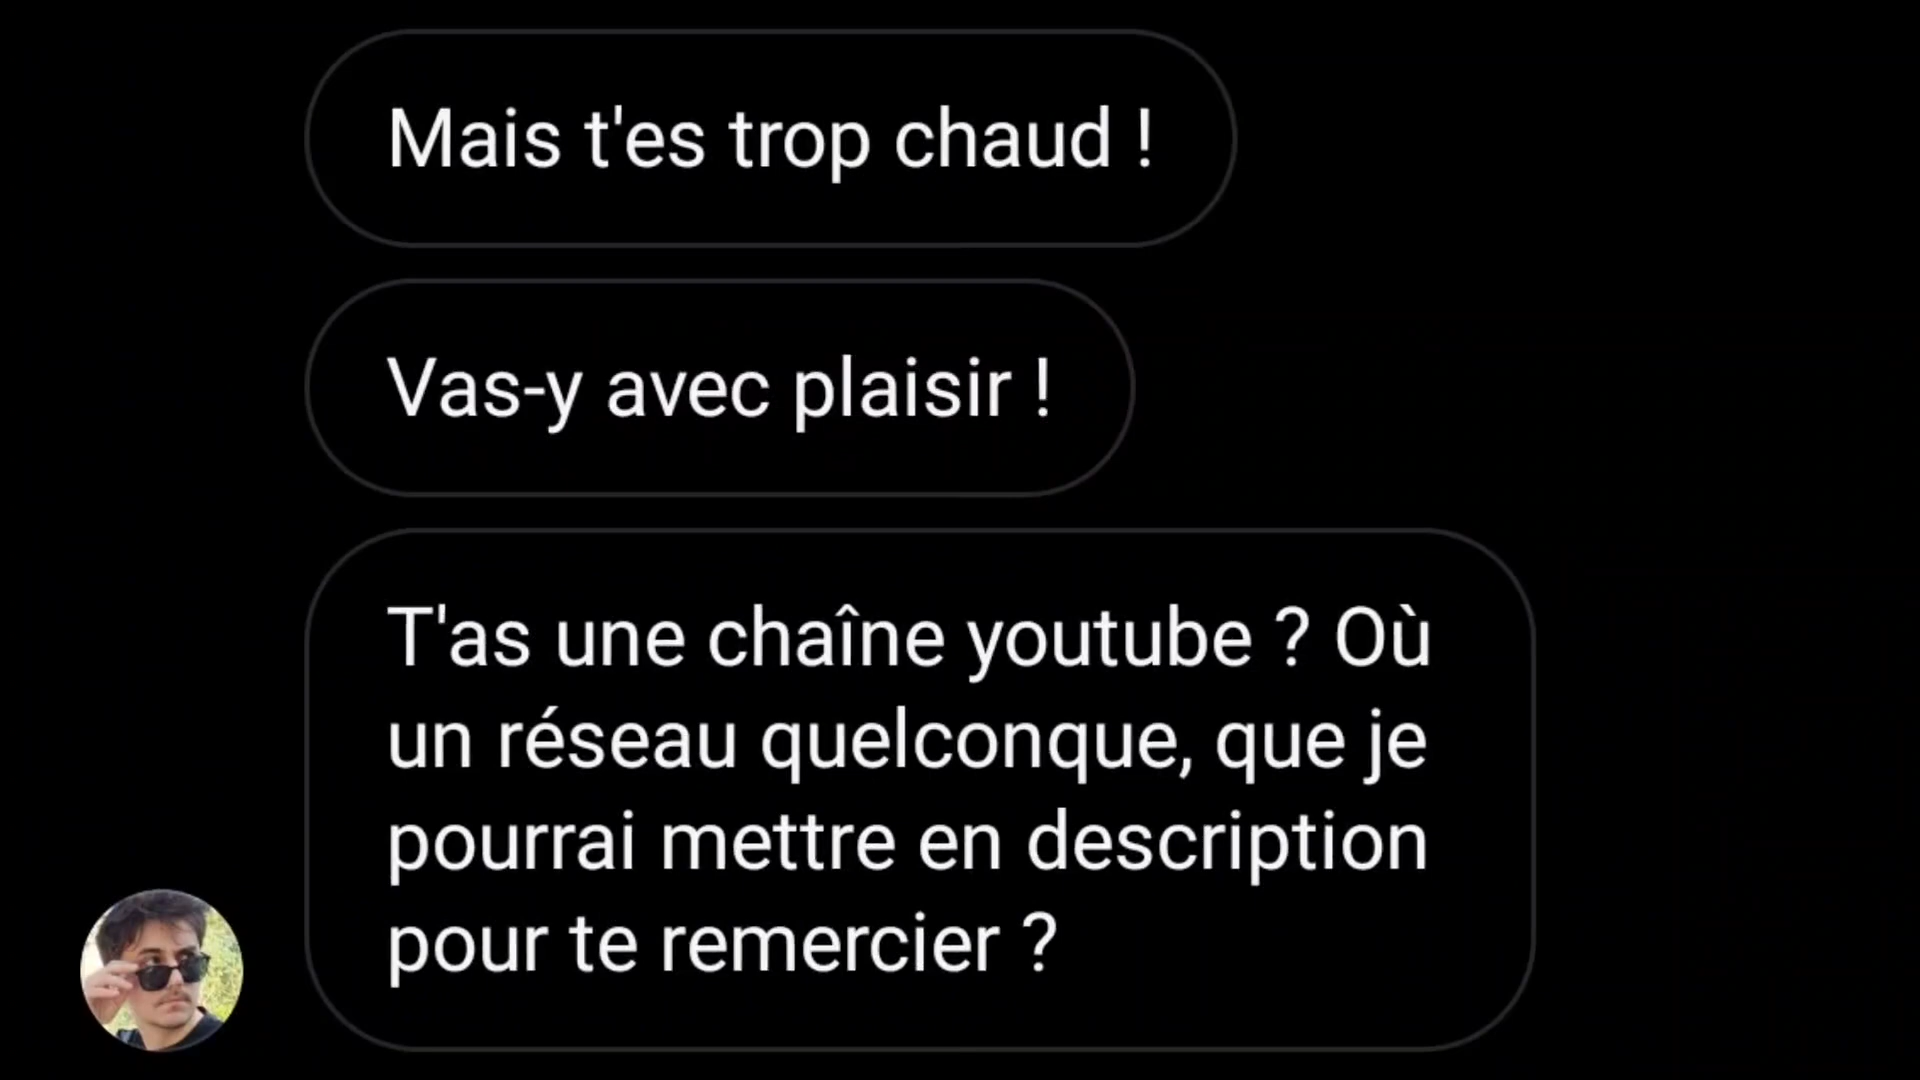 Mais t'es trop chaud !
Vas-y avec plaisir !
T'as une chaîne youtube ? Où
un réseau quelconque, que je
pourrai mettre en description
pour te remercier ?